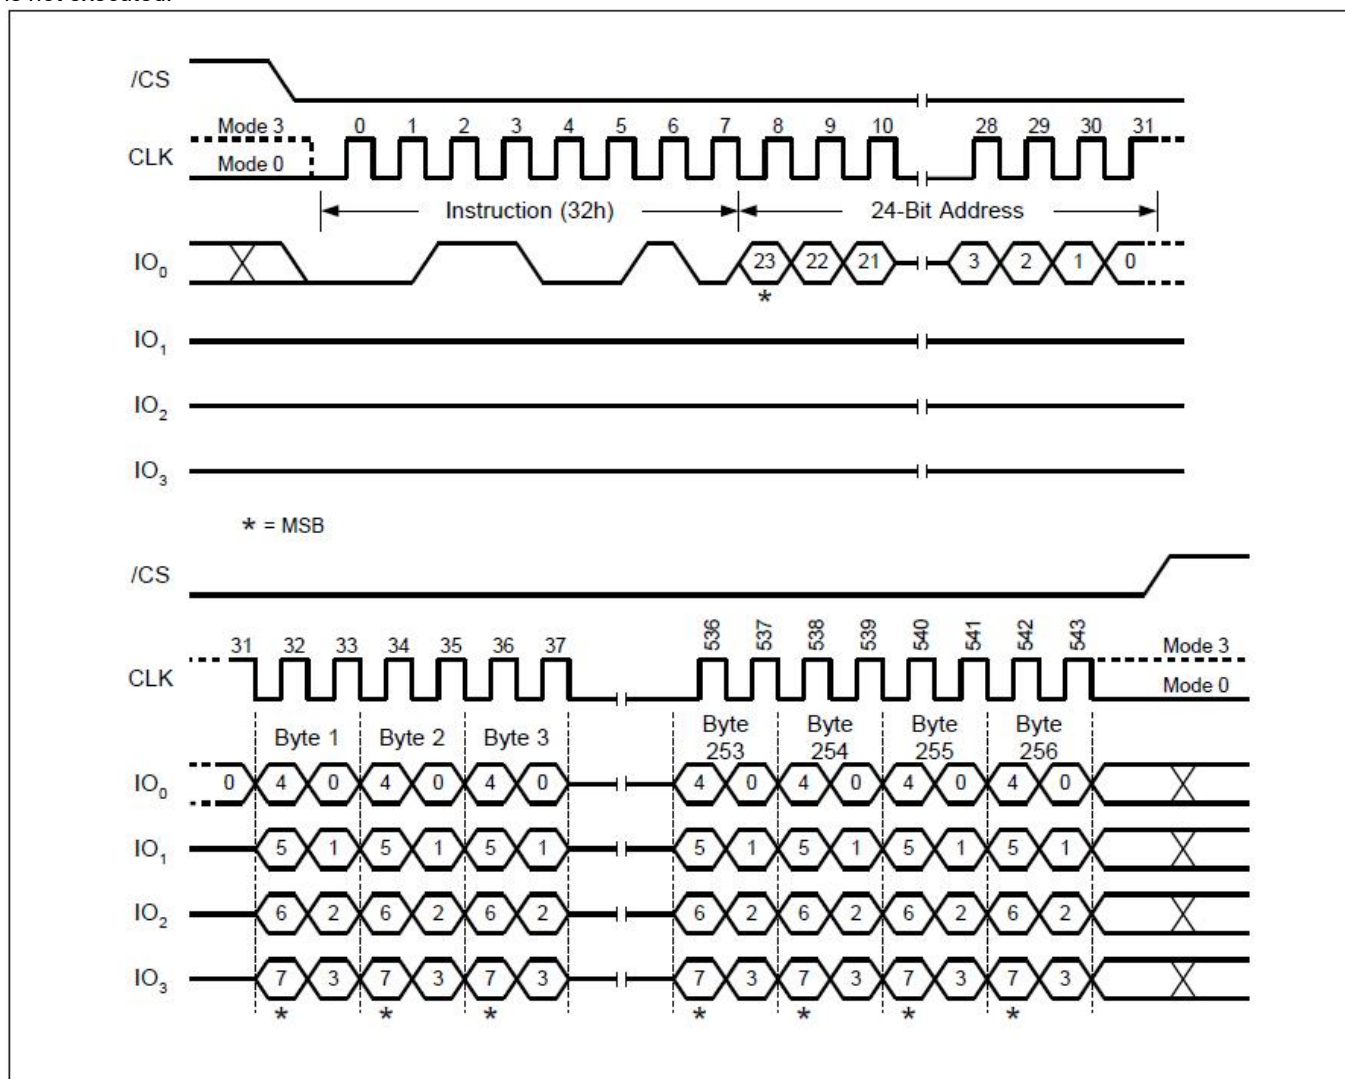 is not executed.
/CS
Mode 3 0 1 2 3 4 5 6 7 8 9 10 28 29 30 31
CLK
Mode 0
Instruction (32h) 24-Bit Address
IO0 23 22 21 3 2 1 0
*
IO1
IO2
IO3
* = MSB
/CS
31 32 33 34 35 36 37 536 537 538 539 540 541 542 543 Mode 3
CLK
Mode 0
Byte 1 Byte 2 Byte 3 Byte 253 Byte 254 Byte 255 Byte 256
IO0 0 4 0 4 0 4 0 4 0 4 0 4 0 4 0
IO1 5 1 5 1 5 1 5 1 5 1 5 1 5 1
IO2 6 2 6 2 6 2 6 2 6 2 6 2 6 2
IO3 7 3 7 3 7 3 7 3 7 3 7 3 7 3
* * * * * * *